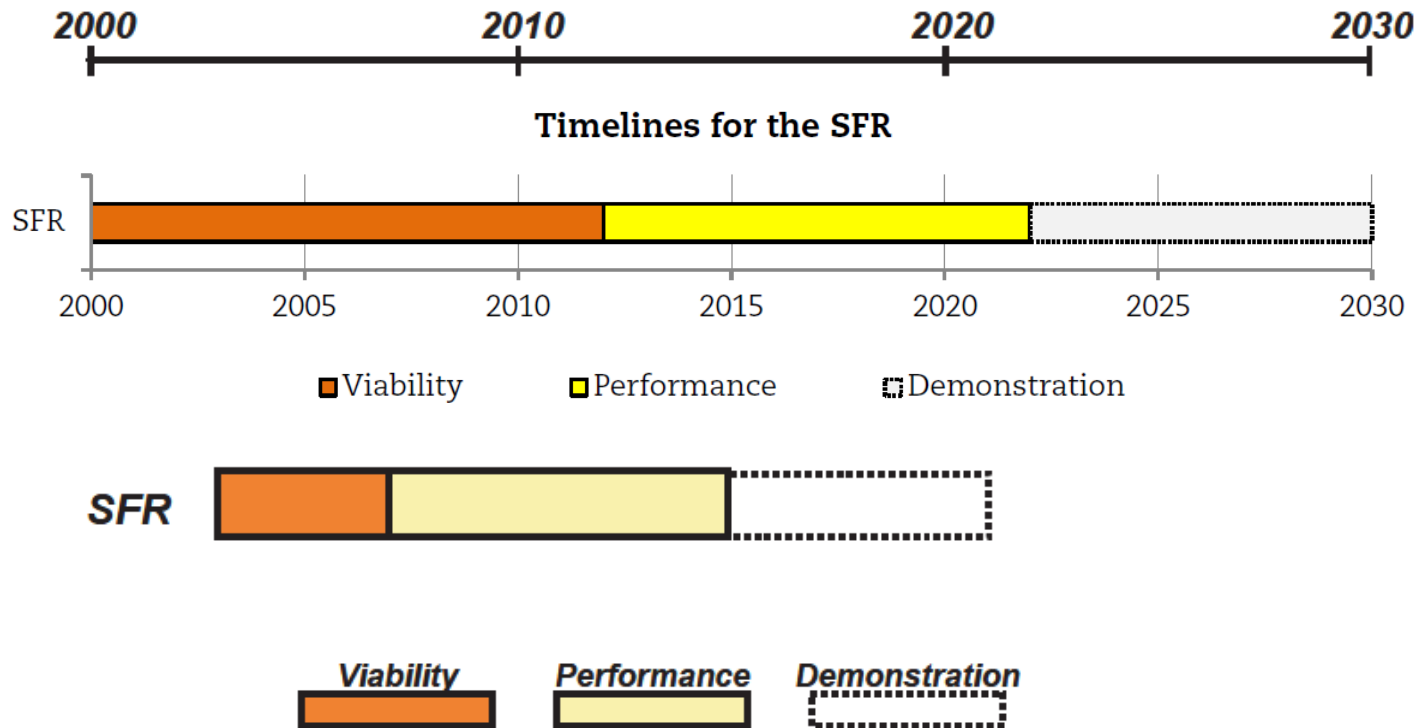 2000 2010 2020 2030
Timelines for the SFR
SFR
2000 2005 2010 2015 2020 2025 2030
Viability Performance Demonstration
SFR
Viability Performance Demonstration